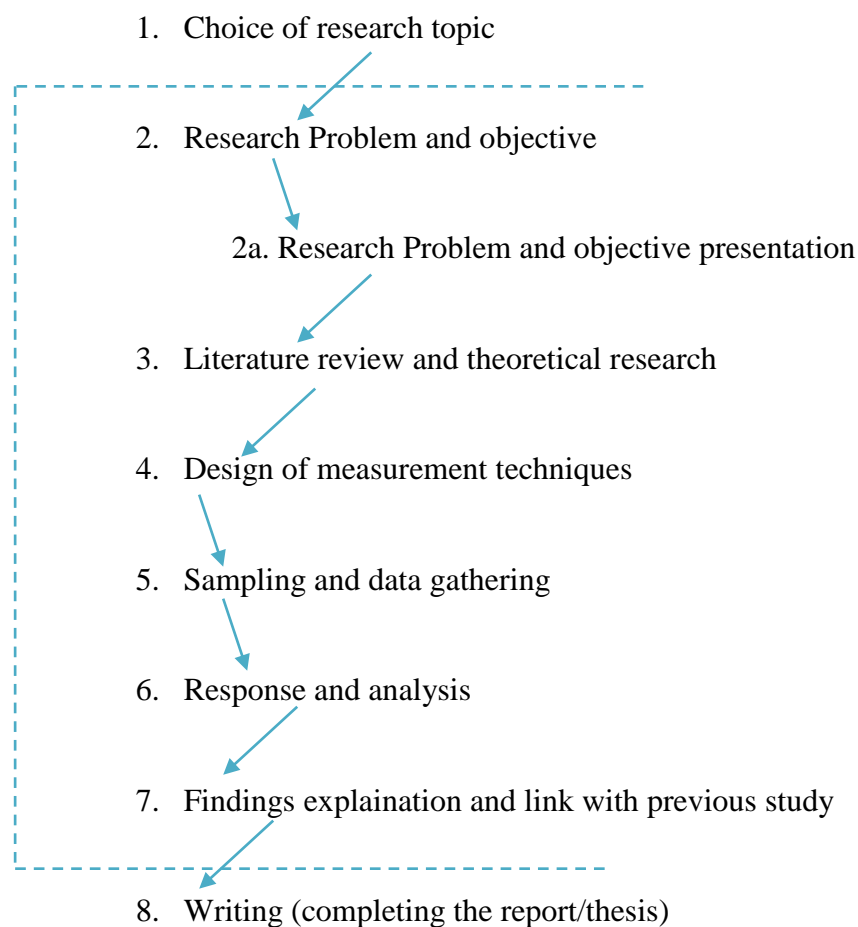 1. Choice of research topic
2. Research Problem and objective
2a. Research Problem and objective presentation
3. Literature review and theoretical research
4. Design of measurement techniques
5. Sampling and data gathering
6. Response and analysis
7. Findings explaination and link with previous study
8. Writing (completing the report/thesis)